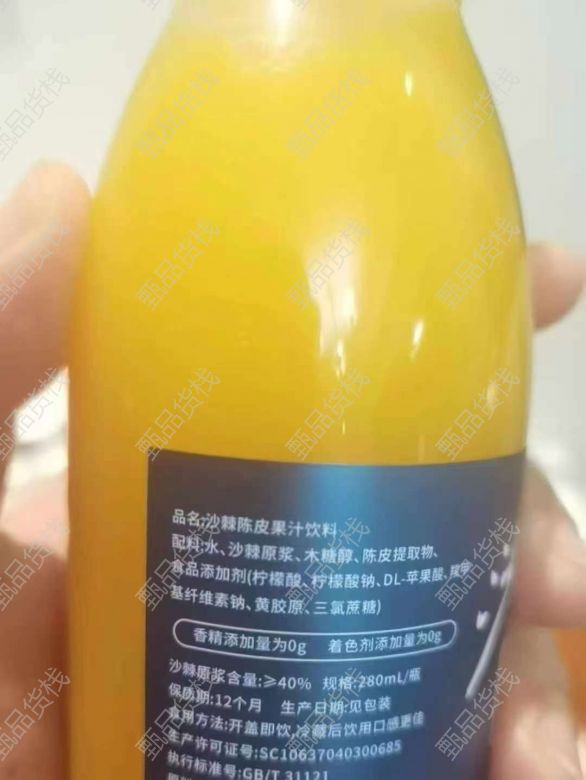 品名:沙棘陈皮果汁饮料
配料:水、沙棘原浆、木糖醇、陈皮提取物、
食品添加剂(柠檬酸、柠檬酸钠、DL-苹果酸、羧甲
基纤维素钠、黄胶原、三氯蔗糖)
香精添加量为0g 着色剂添加量为0g
沙棘原浆含量:≥40% 规格:280mL/瓶
保质期:12个月 生产日期:见包装
食用方法:开盖即饮,冷藏后饮用口感更佳
生产许可证号:SC10637040300685
执行标准号:GB/T 31121
甄品货栈